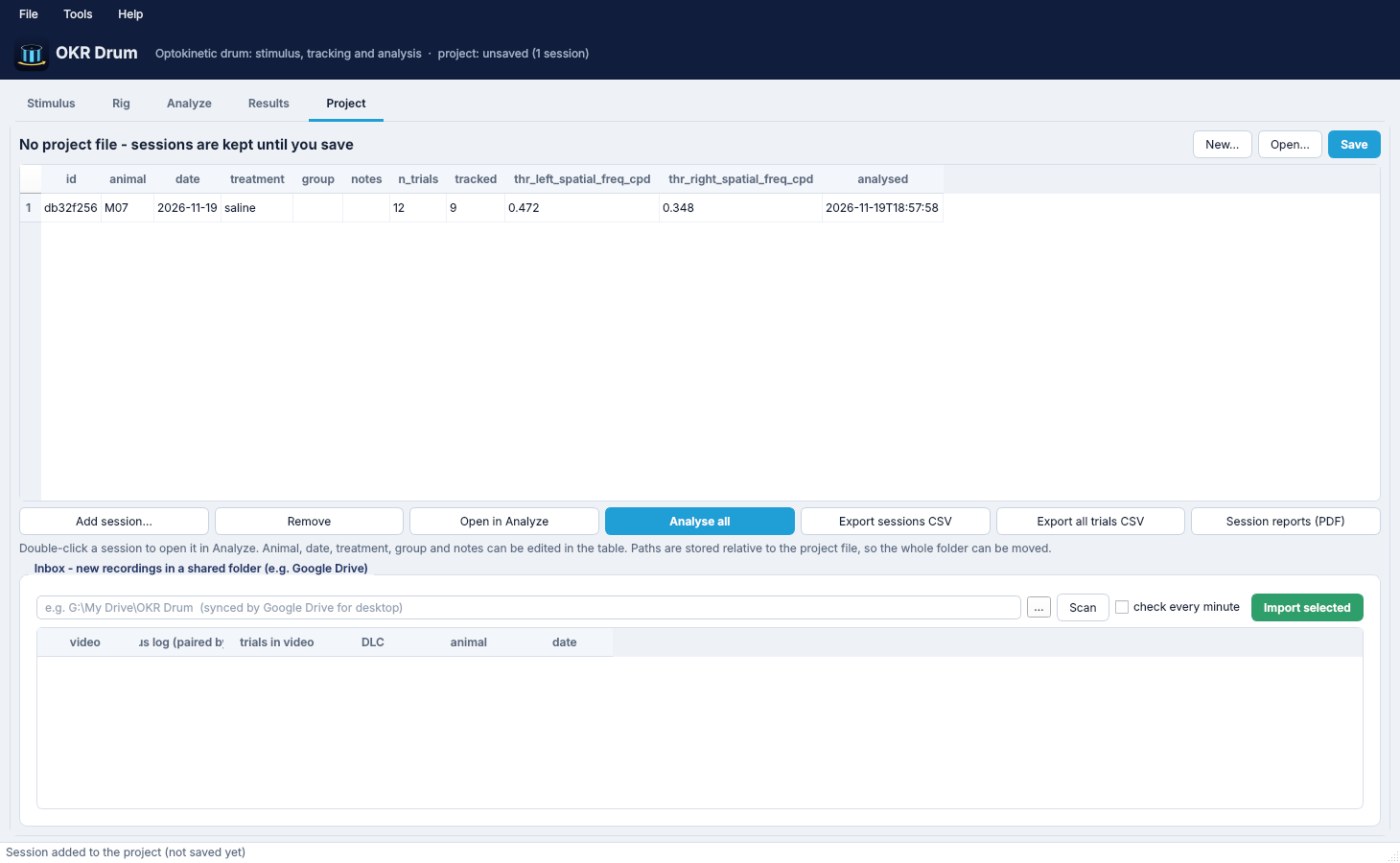 File Tools Help
OKR Drum Optokinetic drum: stimulus, tracking and analysis · project: unsaved (1 session)
Stimulus Rig Analyze Results Project
No project file - sessions are kept until you save New... Open... Save
id animal date treatment group notes n_trials tracked thr_left_spatial_freq_cpd thr_right_spatial_freq_cpd analysed
1 db32f256 M07 2026-11-19 saline 12 9 0.472 0.348 2026-11-19T18:57:58
Add session... Remove Open in Analyze Analyse all Export sessions CSV Export all trials CSV Session reports (PDF)
Double-click a session to open it in Analyze. Animal, date, treatment, group and notes can be edited in the table. Paths are stored relative to the project file, so the whole folder can be moved.
Inbox - new recordings in a shared folder (e.g. Google Drive)
e.g. G:\My Drive\OKR Drum (synced by Google Drive for desktop) ... Scan check every minute Import selected
video us log (paired by trials in video DLC animal date
Session added to the project (not saved yet)